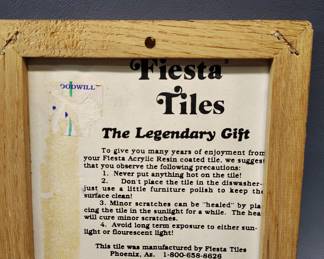 OODWILL
Fiesta
Tiles
The Legendary Gift
To give you many years of enjoyment from
your Fiesta Acrylic Resin coated tile, we suggest
that you observe the following precautions:
1. Never put anything hot on the tile!
2. Don't place the tile in the diswasher-
just use a little furniture polish to keep the
surface clean!
3. Minor scratches can be "healed" by pla
cing the tile in the sunlight for a while. The hea
will cure minor scratches.
4. Avoid long term exposure to either sun-
light or flourescent light!
This tile was manufactured by Fiesta Tiles
Phoenix, Az. 1-800-658-8626